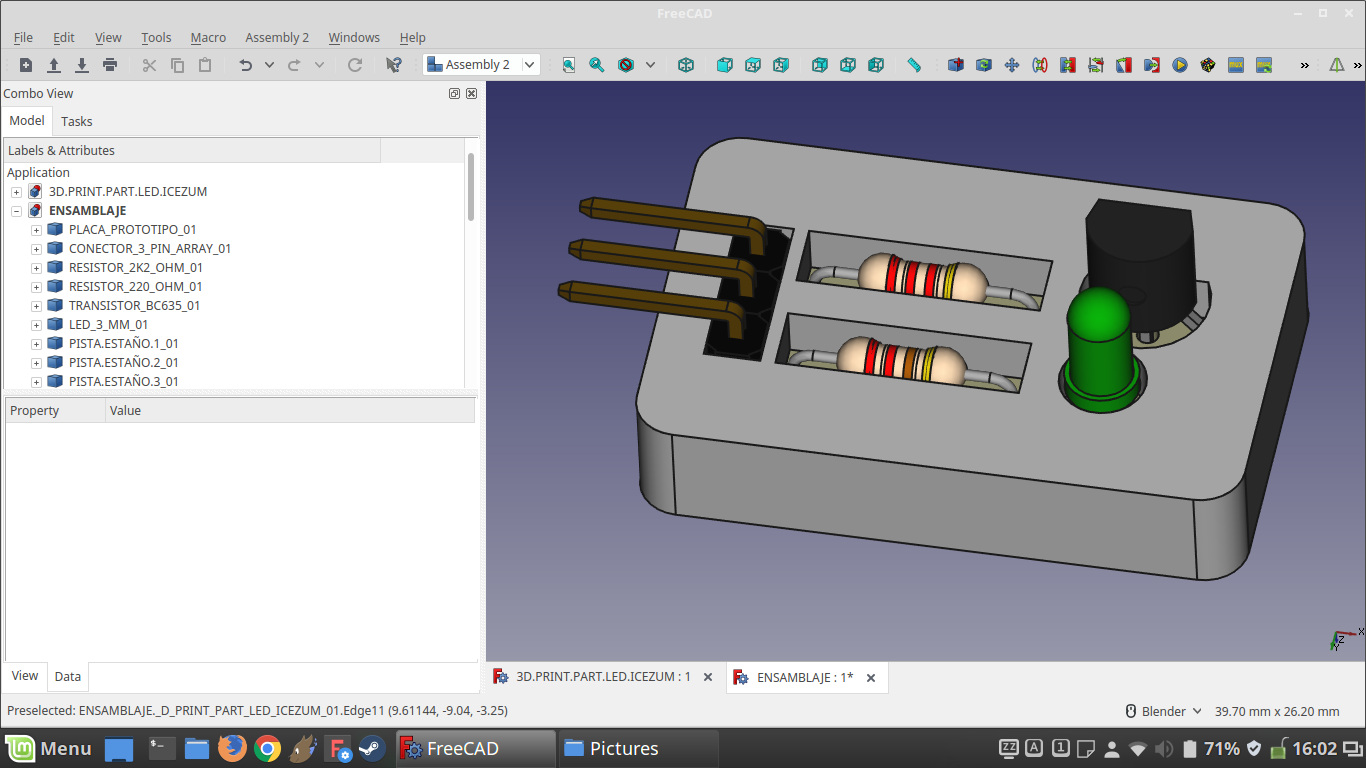 FreeCAD
File Edit View Tools Macro Assembly 2 Windows Help
Assembly 2
Combo View
Model Tasks
Labels & Attributes
Application
3D.PRINT.PART.LED.ICEZUM
ENSAMBLAJE
PLACA_PROTOTIPO_01
CONECTOR_3_PIN_ARRAY_01
RESISTOR_2K2_OHM_01
RESISTOR_220_OHM_01
TRANSISTOR_BC635_01
LED_3_MM_01
PISTA.ESTAÑO.1_01
PISTA.ESTAÑO.2_01
PISTA.ESTAÑO.3_01
Property Value
View Data
X
Z
Y
3D.PRINT.PART.LED.ICEZUM : 1
ENSAMBLAJE : 1*
Preselected: ENSAMBLAJE._D_PRINT_PART_LED_ICEZUM_01.Edge11 (9.61144, -9.04, -3.25)
Blender 39.70 mm x 26.20 mm
Menu FreeCAD Pictures zz A 1 71% 16:02